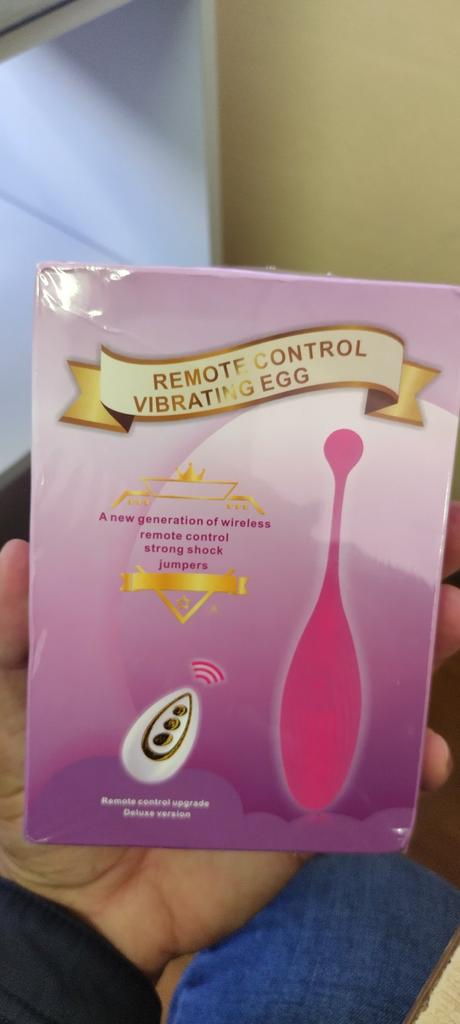 REMOTE CONTROL
VIBRATING EGG
A new generation of wireless
remote control
strong shock
jumpers
Remote control upgrade
Deluxe version